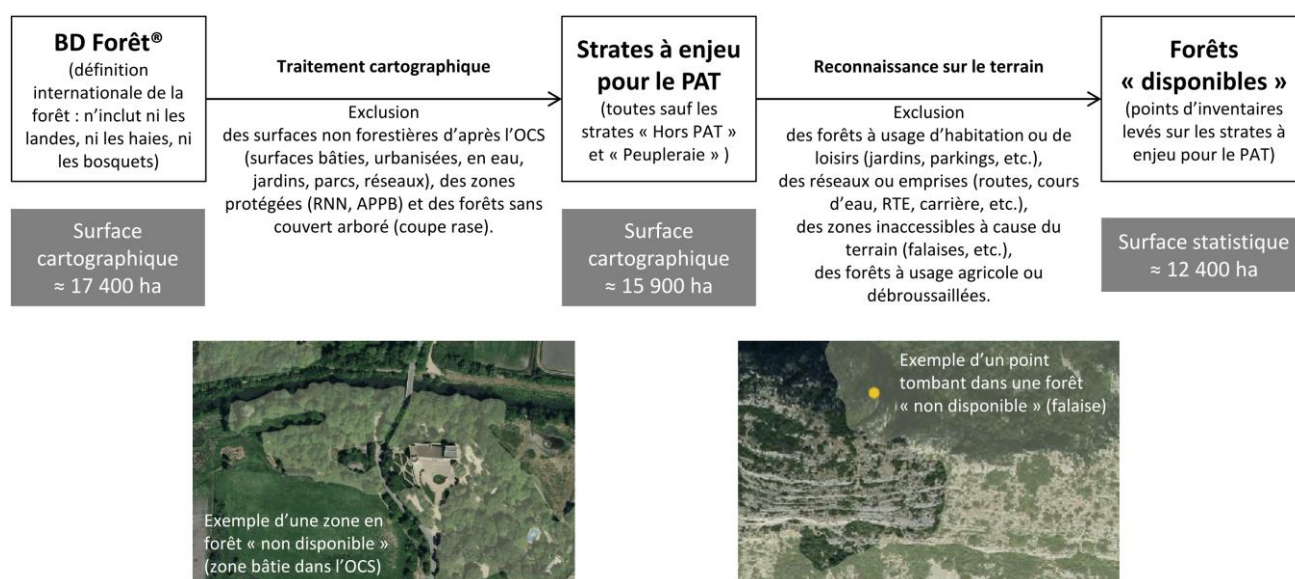 BD Forêt®
(définition
internationale de la
forêt : n’inclut ni les
landes, ni les haies, ni
les bosquets)
Surface
cartographique
≈ 17 400 ha
Traitement cartographique
Exclusion
des surfaces non forestières d’après l’OCS
(surfaces bâties, urbanisées, en eau,
jardins, parcs, réseaux), des zones
protégées (RNN, APPB) et des forêts sans
couvert arboré (coupe rase).
Strates à enjeu
pour le PAT
(toutes sauf les
strates « Hors PAT »
et « Peupleraie » )
Surface
cartographique
≈ 15 900 ha
Reconnaissance sur le terrain
Exclusion
des forêts à usage d’habitation ou de
loisirs (jardins, parkings, etc.),
des réseaux ou emprises (routes, cours
d’eau, RTE, carrière, etc.),
des zones inaccessibles à cause du
terrain (falaises, etc.),
des forêts à usage agricole ou
débroussaillées.
Forêts
« disponibles »
(points d’inventaires
levés sur les strates à
enjeu pour le PAT)
Surface statistique
≈ 12 400 ha
Exemple d’une zone en
forêt « non disponible »
(zone bâtie dans l’OCS)
Exemple d’un point
tombant dans une forêt
« non disponible » (falaise)